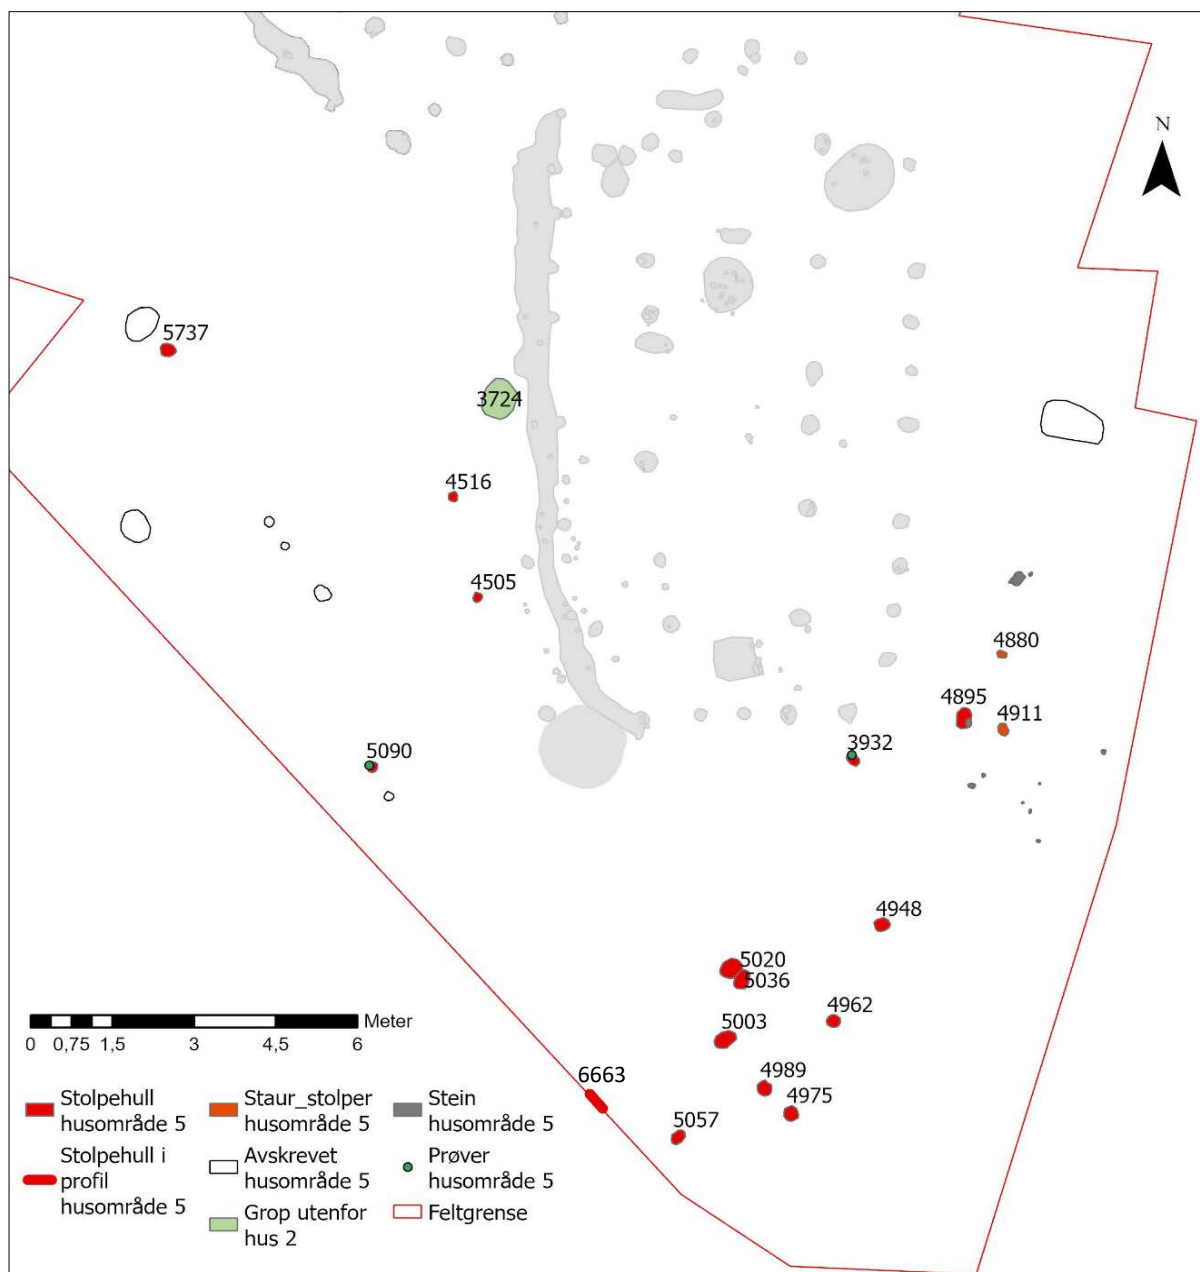 N
5737
3724
4516
4505
4880
4895
4911
3932
5090
4948
5020
5036
4962
5003
4989
6663
4975
5057
Meter
0 0,75 1,5 3 4,5 6
Stolpehull
husområde 5
Stolpehull i
profil
husområde 5
Staur_stolper
husområde 5
Avskrevet
husområde 5
Grop utenfor
hus 2
Stein
husområde 5
Prøver
husområde 5
Feltgrense